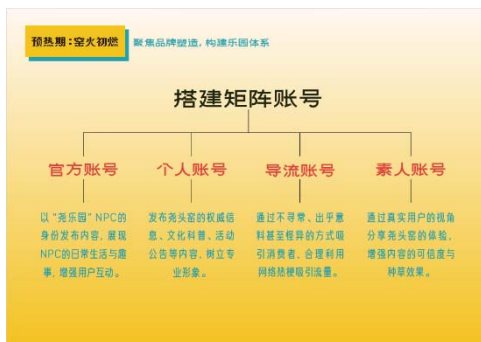 预热期：窑火初燃
聚焦品牌塑造，构建乐园体系
搭建矩阵账号
官方账号
以“尧乐园”NPC的
身份发布内容，展现
NPC的日常生活与趣
事，增强用户互动。
个人账号
发布尧头窑的权威信
息、文化科普、活动
公告等内容，树立专
业形象。
导流账号
通过不寻常、出乎意
料甚至怪异的方式吸
引消费者，合理利用
网络热梗吸引流量。
素人账号
通过真实用户的视角
分享尧头窑的体验，
增强内容的可信度与
种草效果。